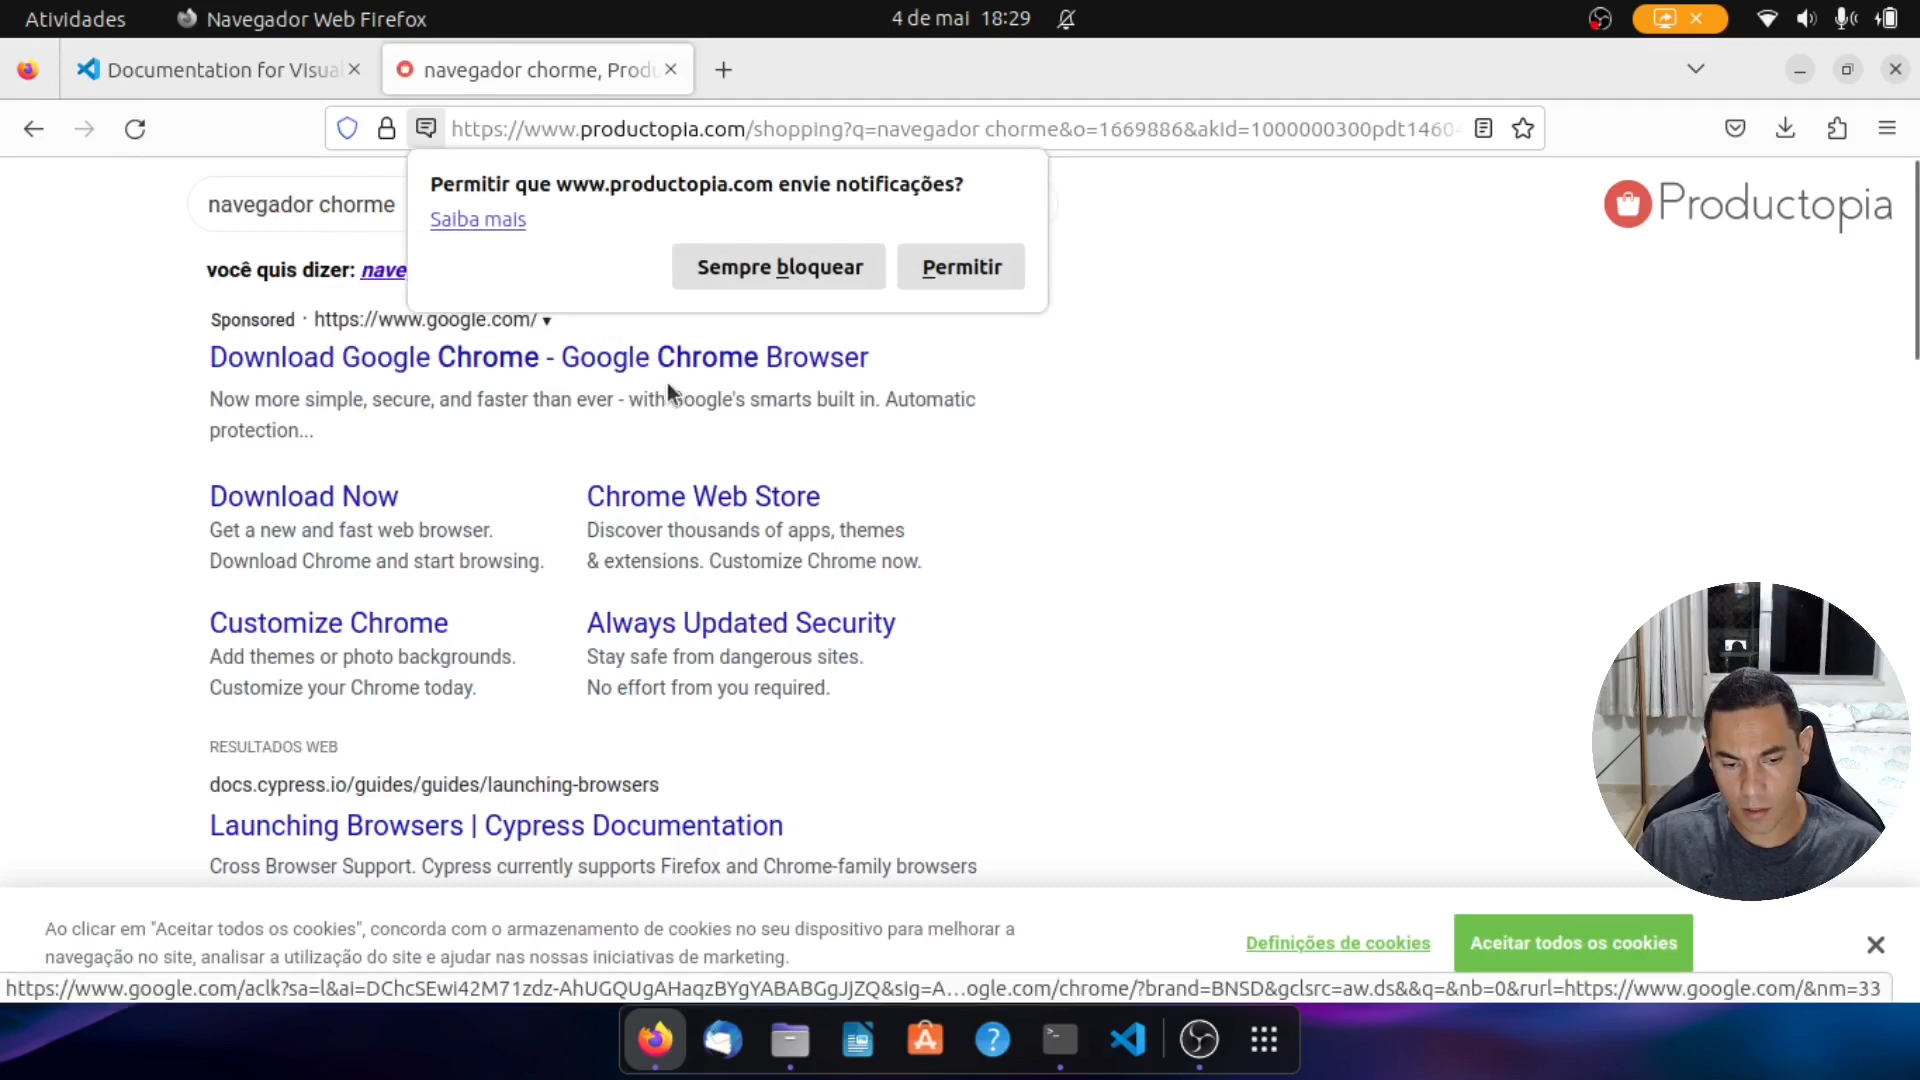 Atividades
Navegador Web Firefox
4 de mai 18:29
Documentation for Visual
navegador chorme, Produ
https://www.productopia.com/shopping?q=navegador chorme&o=1669886&akid=1000000300pdt14604
Permitir que www.productopia.com envie notificações?
Saiba mais
Sempre bloquear
Permitir
navegador chorme
Productopia
você quis dizer: nave
Sponsored · https://www.google.com/
Download Google Chrome - Google Chrome Browser
Now more simple, secure, and faster than ever - with oogle's smarts built in. Automatic
protection...
Download Now
Get a new and fast web browser.
Download Chrome and start browsing.
Chrome Web Store
Discover thousands of apps, themes
& extensions. Customize Chrome now.
Customize Chrome
Add themes or photo backgrounds.
Customize your Chrome today.
Always Updated Security
Stay safe from dangerous sites.
No effort from you required.
RESULTADOS WEB
docs.cypress.io/guides/guides/launching-browsers
Launching Browsers | Cypress Documentation
Cross Browser Support. Cypress currently supports Firefox and Chrome-family browsers
Ao clicar em "Aceitar todos os cookies", concorda com o armazenamento de cookies no seu dispositivo para melhorar a
navegação no site, analisar a utilização do site e ajudar nas nossas iniciativas de marketing.
Definições de cookies
Aceitar todos os cookies
https://www.google.com/aclk?sa=l&ai=DChcSEwi42M71zdz-AhUGQUgAHaqzBYgYABABGgJjZQ&sig=A...ogle.com/chrome/?brand=BNSD&gclsrc=aw.ds&&q=&nb=0&rurl=https://www.google.com/&nm=33